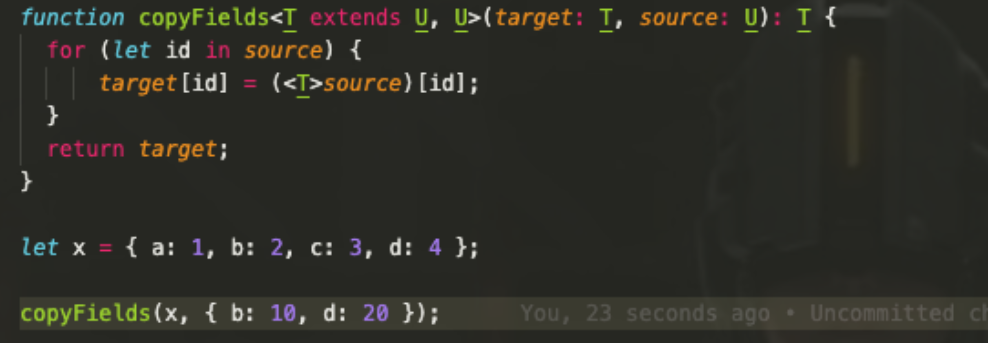 function copyFields<T extends U, U>(target: T, source: U): T {
for (let id in source) {
target[id] = (<T>source)[id];
}
return target;
}
let x = { a: 1, b: 2, c: 3, d: 4 };
copyFields(x, { b: 10, d: 20 }); You, 23 seconds ago • Uncommitted